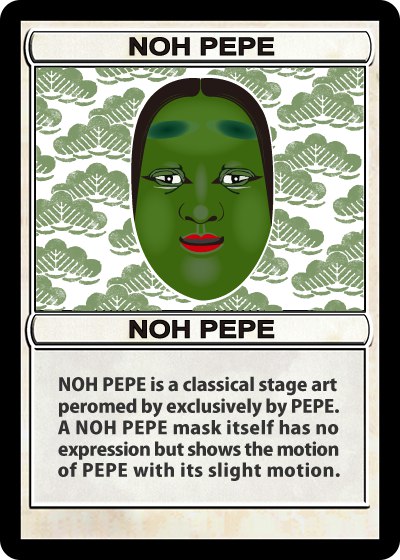 NOH PEPE
NOH PEPE
NOH PEPE is a classical stage art
peromed by exclusively by PEPE.
A NOH PEPE mask itself has no
expression but shows the motion
of PEPE with its slight motion.